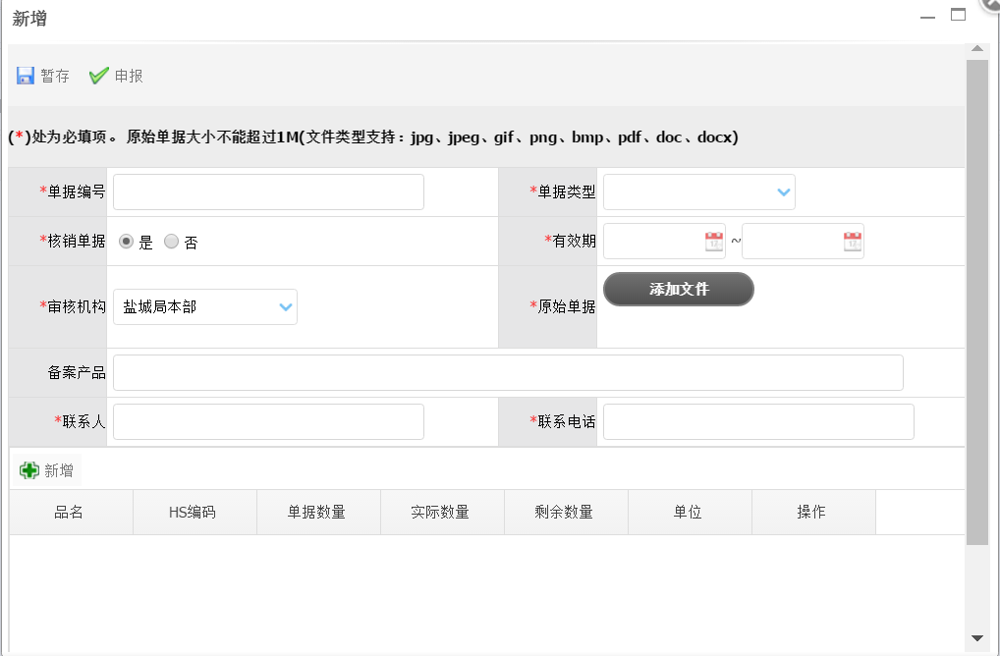 新增
暂存 申报
(*)处为必填项。 原始单据大小不能超过1M(文件类型支持：jpg、jpeg、gif、png、bmp、pdf、doc、docx)
*单据编号 *单据类型
*核销单据 是 否 *有效期 ~
*审核机构 盐城局本部 *原始单据 添加文件
备案产品
*联系人 *联系电话
新增
品名 HS编码 单据数量 实际数量 剩余数量 单位 操作